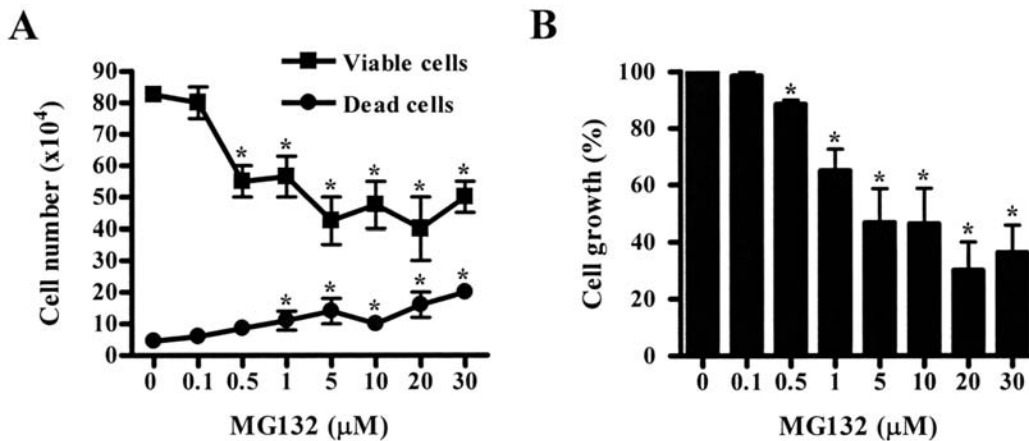 A
Viable cells
Dead cells
Cell number (x10⁴)
90
80
70
60
50
40
30
20
10
0
* * * * * *
* * * * *
0 0.1 0.5 1 5 10 20 30
MG132 (μM)
B
Cell growth (%)
100
80
60
40
20
0
* * * * * *
0 0.1 0.5 1 5 10 20 30
MG132 (μM)